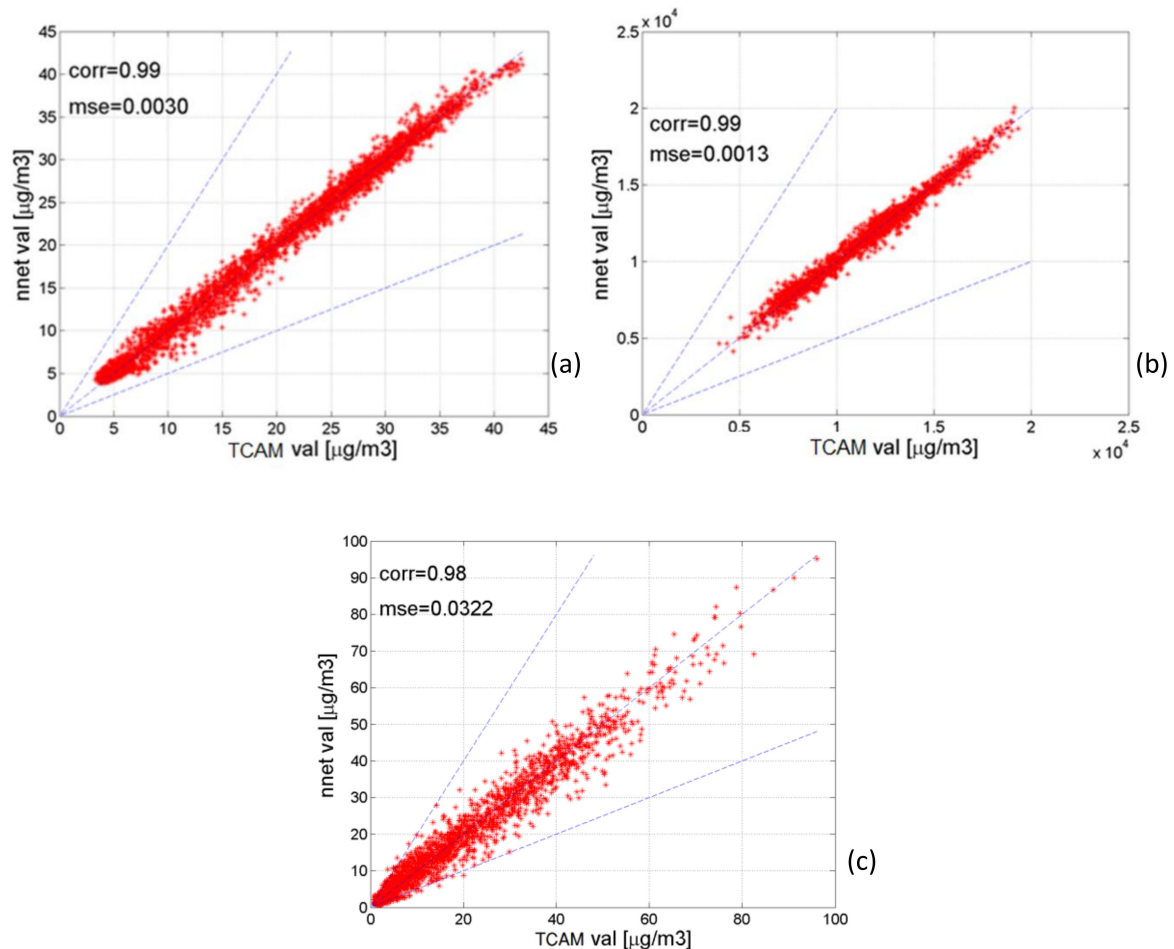 45
40
35
30
25
20
15
10
5
0
corr=0.99
mse=0.0030
nnet val [μg/m3]
0 5 10 15 20 25 30 35 40 45
TCAM val [μg/m3]
(a)
x 10⁴
2.5
2
1.5
1
0.5
0
corr=0.99
mse=0.0013
nnet val [μg/m3]
0 0.5 1 1.5 2 2.5
TCAM val [μg/m3]
x 10⁴
(b)
100
90
80
70
60
50
40
30
20
10
0
corr=0.98
mse=0.0322
nnet val [μg/m3]
0 20 40 60 80 100
TCAM val [μg/m3]
(c)